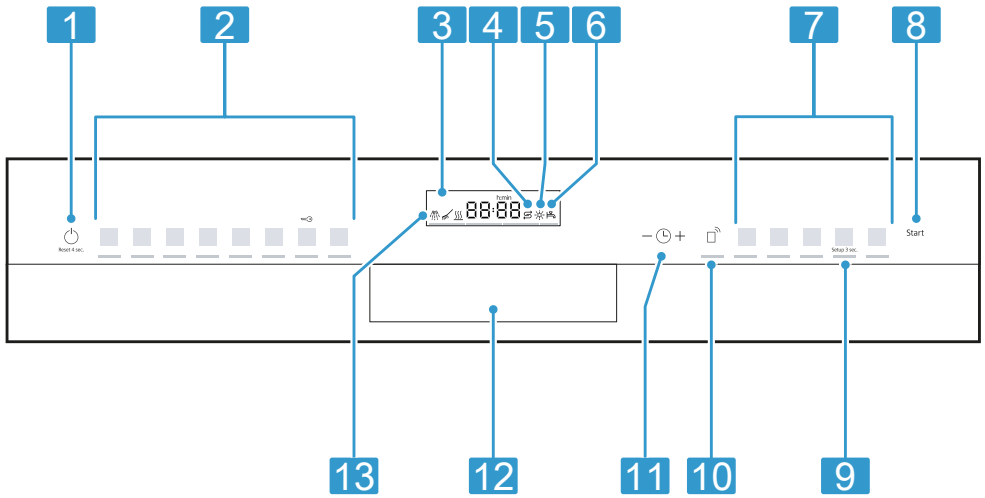 1 2 3 4 5 6 7 8
h:min
88:88
Reset 4 sec.
Start
Setup 3 sec.
13 12 11 10 9